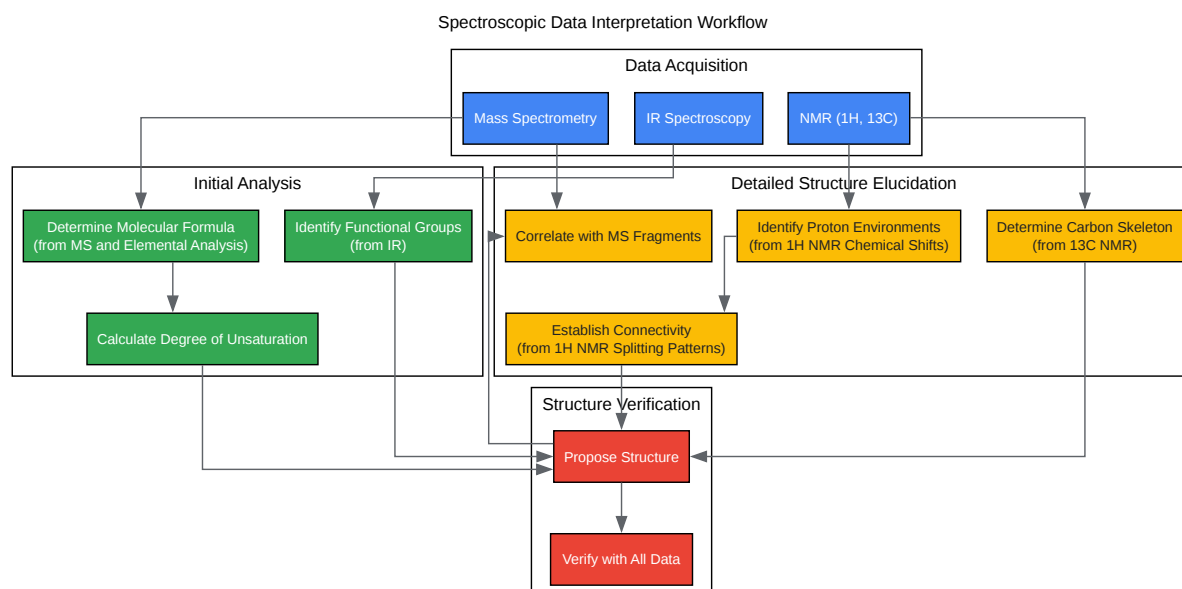 Spectroscopic Data Interpretation Workflow
Data Acquisition
Mass Spectrometry
IR Spectroscopy
NMR (1H, 13C)
Initial Analysis
Determine Molecular Formula
(from MS and Elemental Analysis)
Identify Functional Groups
(from IR)
Calculate Degree of Unsaturation
Detailed Structure Elucidation
Correlate with MS Fragments
Identify Proton Environments
(from 1H NMR Chemical Shifts)
Determine Carbon Skeleton
(from 13C NMR)
Establish Connectivity
(from 1H NMR Splitting Patterns)
Structure Verification
Propose Structure
Verify with All Data